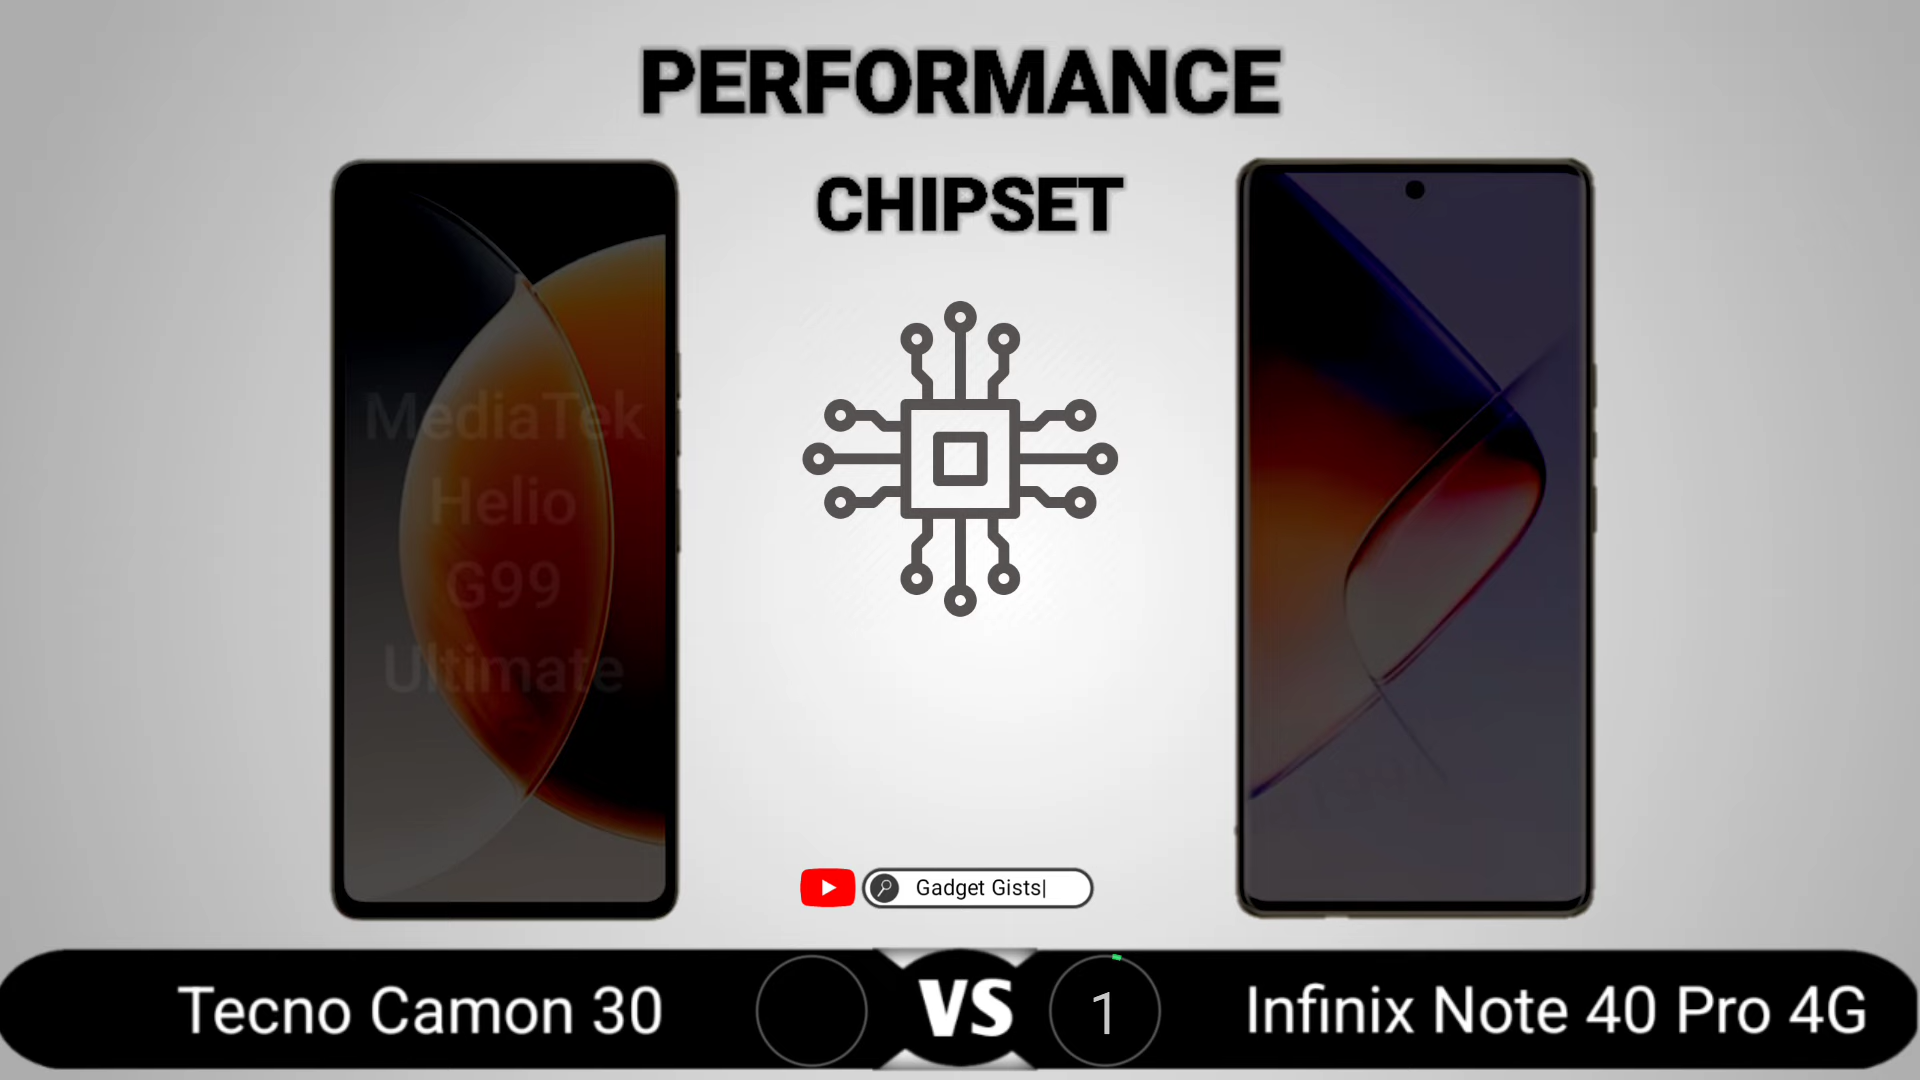 PERFORMANCE
CHIPSET
MediaTek
Helio
G99
Ultimate
Gadget Gists|
Tecno Camon 30
VS
1
Infinix Note 40 Pro 4G